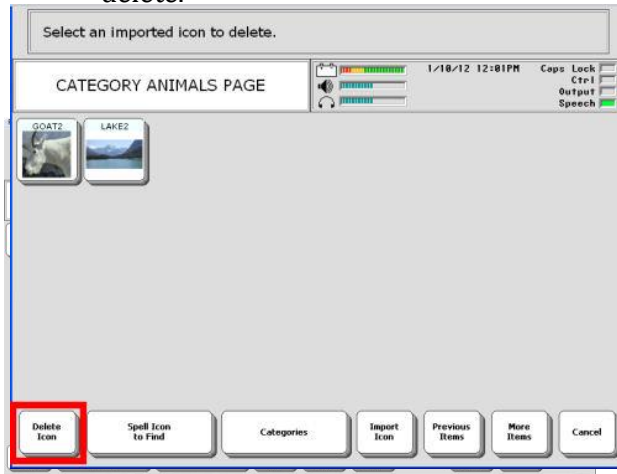 delete.
Select an imported icon to delete.
CATEGORY ANIMALS PAGE
1/10/12 12:01PM
Caps Lock
Ctrl
Output
Speech
GOAT2
LAKE2
Delete
Icon
Spell Icon
to Find
Categories
Import
Icon
Previous
Items
More
Items
Cancel